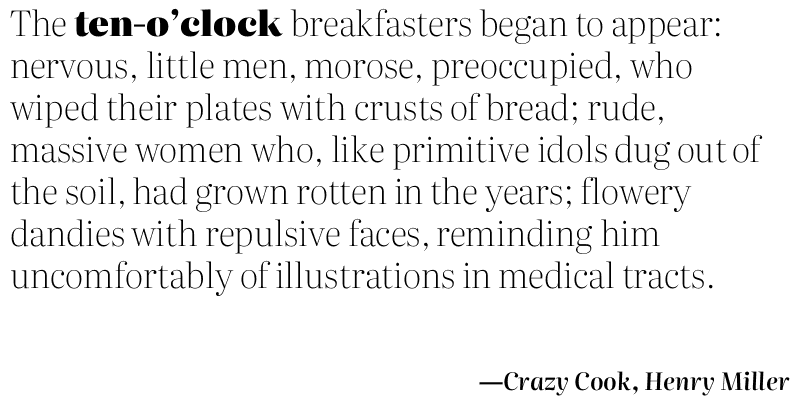 The ten-o’clock breakfasters began to appear:
nervous, little men, morose, preoccupied, who
wiped their plates with crusts of bread; rude,
massive women who, like primitive idols dug out of
the soil, had grown rotten in the years; flowery
dandies with repulsive faces, reminding him
uncomfortably of illustrations in medical tracts.
—Crazy Cook, Henry Miller